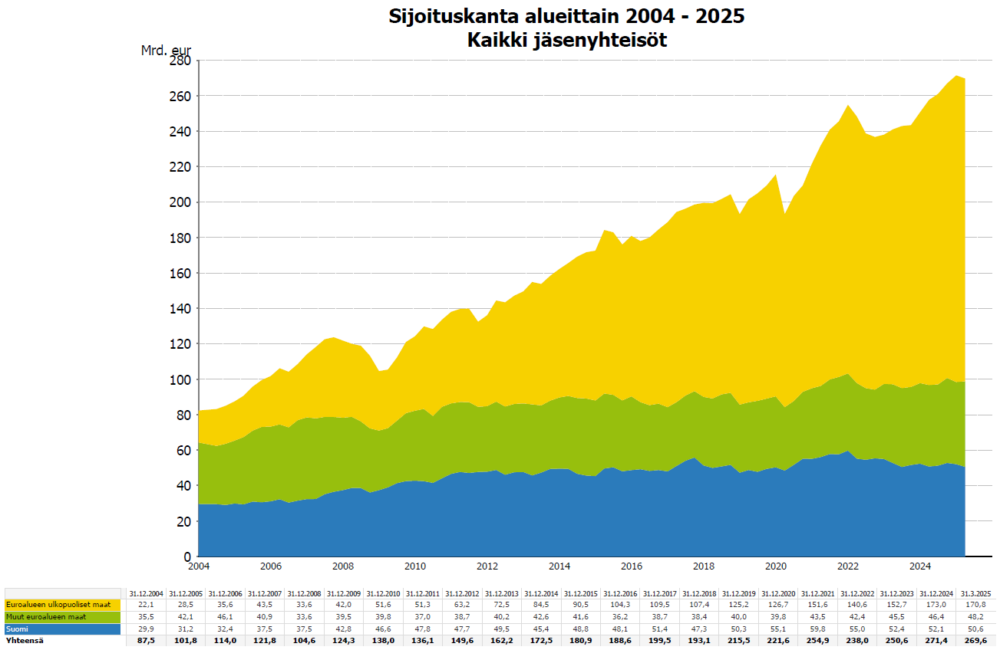 Sijoituskanta alueittain 2004 - 2025
Kaikki jäsenyhteisöt
Mrd. eur
280
260
240
220
200
180
160
140
120
100
80
60
40
20
0
2004 2006 2008 2010 2012 2014 2016 2018 2020 2022 2024
31.12.2004 31.12.2005 31.12.2006 31.12.2007 31.12.2008 31.12.2009 31.12.2010 31.12.2011 31.12.2012 31.12.2013 31.12.2014 31.12.2015 31.12.2016 31.12.2017 31.12.2018 31.12.2019 31.12.2020 31.12.2021 31.12.2022 31.12.2023 31.12.2024 31.3.2025
Euroalueen ulkopuoliset maat 22,1 28,5 35,6 43,5 33,6 42,0 51,6 51,3 63,2 72,5 84,5 90,5 104,3 109,5 107,4 125,2 126,7 151,6 140,6 152,7 173,0 170,8
Muut euroalueen maat 35,5 42,1 46,1 40,9 33,6 39,5 39,8 37,0 38,7 40,2 42,6 41,6 36,2 38,7 38,4 40,0 39,8 43,5 42,4 45,5 46,4 48,2
Suomi 29,9 31,2 32,4 37,5 37,5 42,8 46,6 47,8 47,7 49,5 45,4 48,8 48,1 51,4 47,3 50,3 55,1 59,8 55,0 52,4 52,1 50,6
Yhteensä 87,5 101,8 114,0 121,8 104,6 124,3 138,0 136,1 149,6 162,2 172,5 180,9 188,6 199,5 193,1 215,5 221,6 254,9 238,0 250,6 271,4 269,6